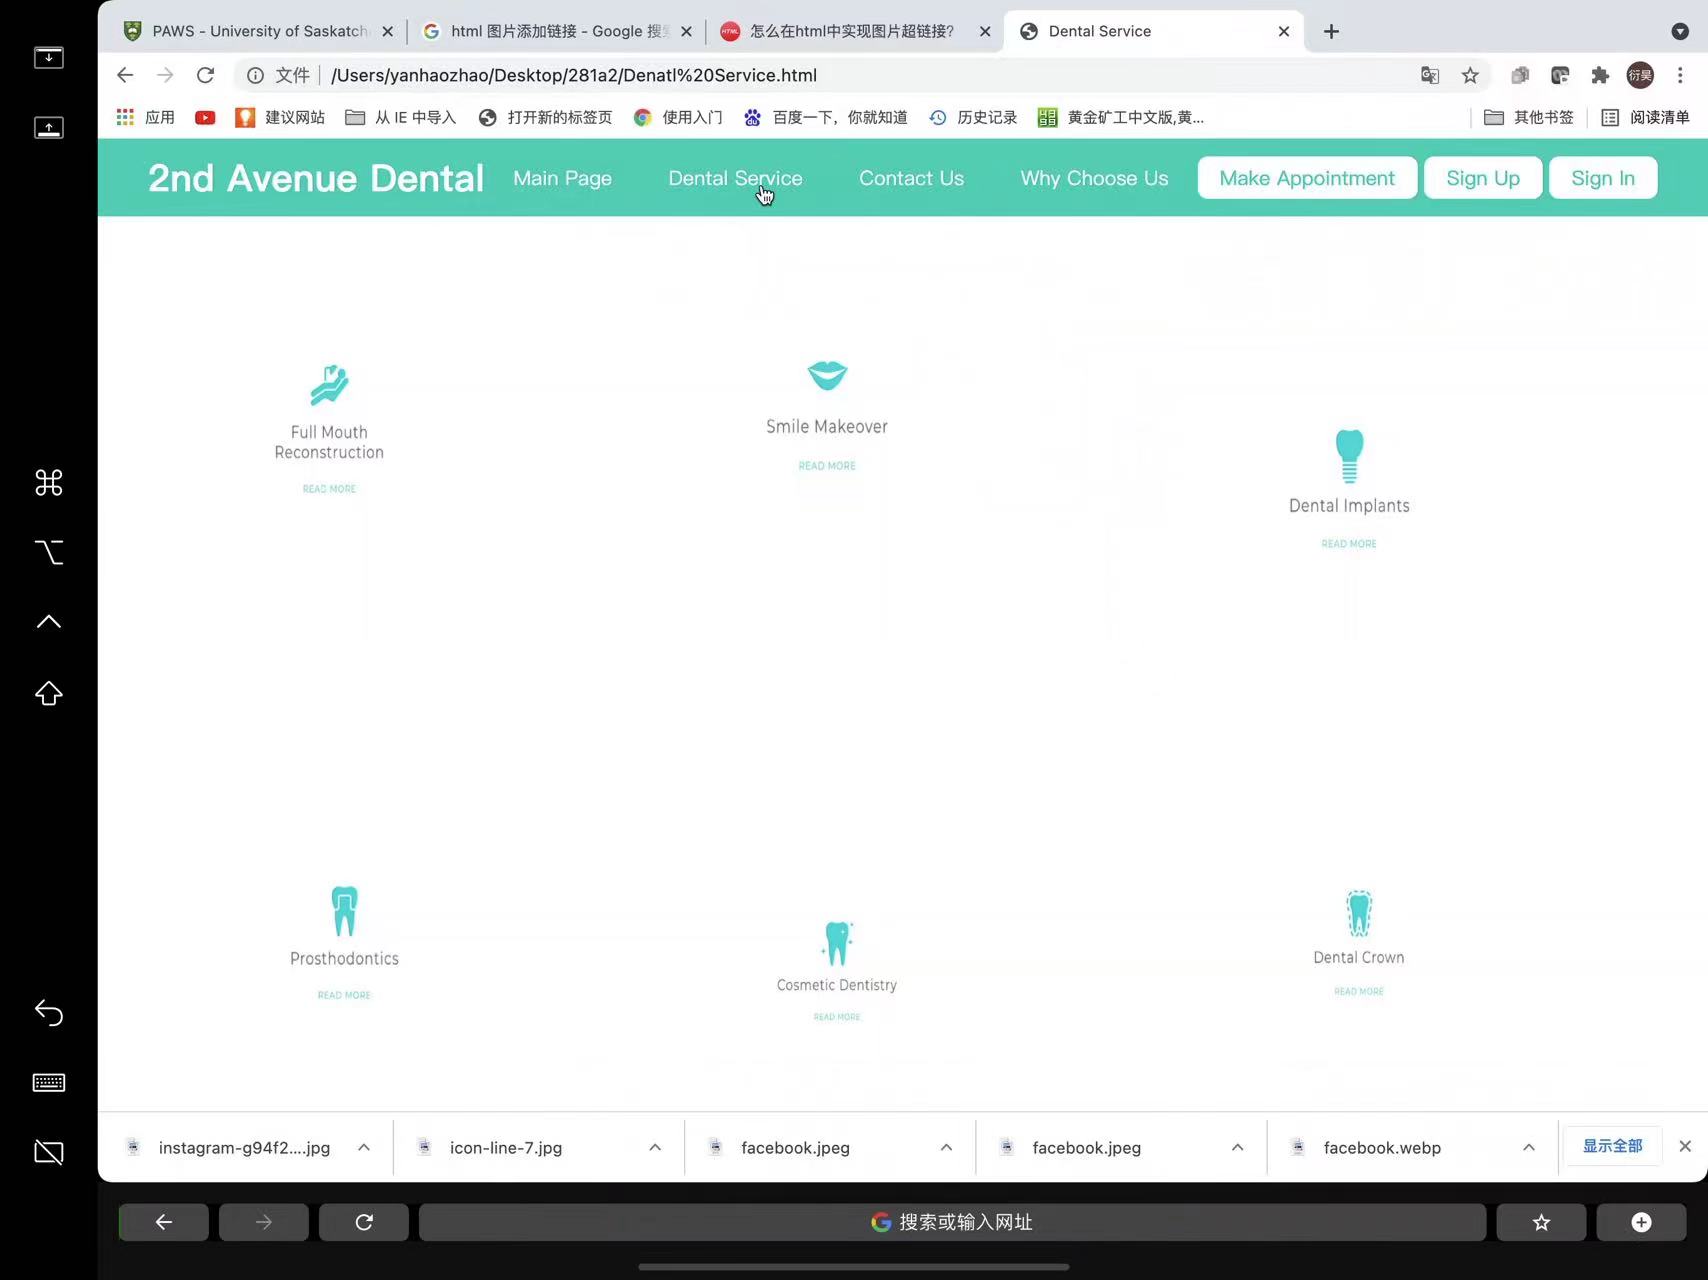 PAWS - University of Saskatch
html 图片添加链接 - Google 搜
怎么在html中实现图片超链接?
Dental Service
文件 /Users/yanhaozhao/Desktop/281a2/Denatl%20Service.html
衍昊
应用
建议网站
从 IE 中导入
打开新的标签页
使用入门
百度一下，你就知道
历史记录
黄金矿工中文版,黄...
其他书签
阅读清单
2nd Avenue Dental
Main Page
Dental Service
Contact Us
Why Choose Us
Make Appointment
Sign Up
Sign In
Full Mouth
Reconstruction
READ MORE
Smile Makeover
READ MORE
Dental Implants
READ MORE
Prosthodontics
READ MORE
Cosmetic Dentistry
READ MORE
Dental Crown
READ MORE
instagram-g94f2....jpg
icon-line-7.jpg
facebook.jpeg
facebook.jpeg
facebook.webp
显示全部
搜索或输入网址